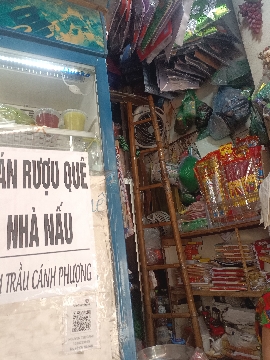 ÁN RƯỢU QUÊ
NHÀ NẤU
TRẦU CÁNH PHƯỢNG